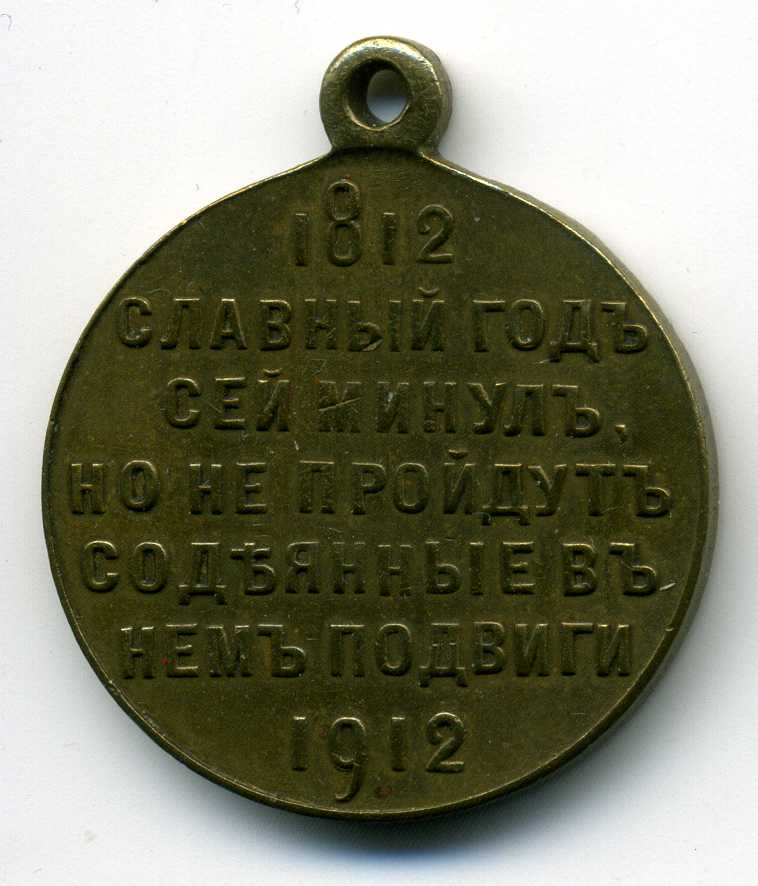 1812
СЛАВНЫЙ ГОДЪ
СЕЙ МИНУЛЪ,
НО НЕ ПРОЙДУТЪ
СОДѢЯННЫЕ ВЪ
НЕМЪ ПОДВИГИ
1912